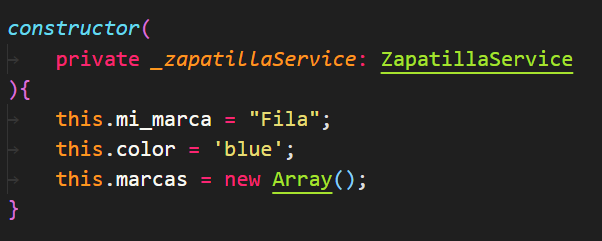 constructor(
private _zapatillaService: ZapatillaService
){
this.mi_marca = "Fila";
this.color = 'blue';
this.marcas = new Array();
}